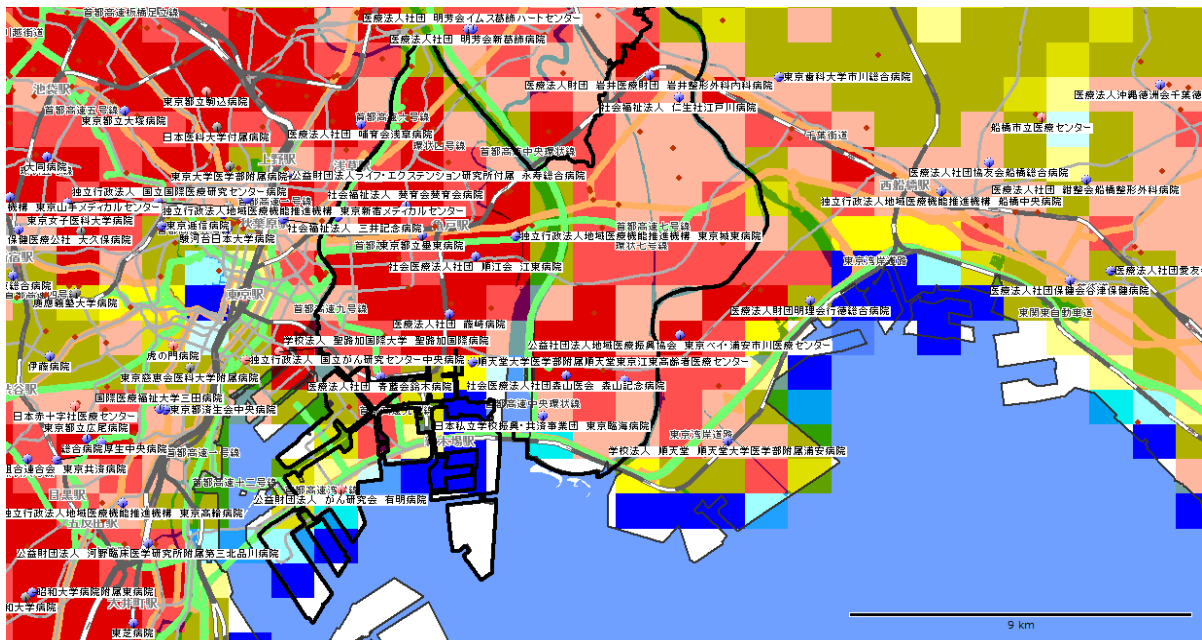 首都高速板橋足立線
医療法人社団 明芳会イムス葛飾ハートセンター
医療法人社団 明芳会新葛飾病院
川越街道
池袋駅
東京都立駒込病院
首都高速五号線
東京都立大塚病院
日本医科大学付属病院
首都高速六号線
医療法人社団 哺育会浅草病院
環状四号線
首都高速中央環状線
医療法人財団 岩井医療財団 岩井整形外科内科病院
社会福祉法人 仁生社江戸川病院
東京歯科大学市川総合病院
千葉街道
医療法人沖縄徳洲会千葉徳
船橋市立医療センター
大同病院
上野駅
浅草
東京大学医学部附属病院
公益財団法人ライフ・エクステンション研究所付属 永寿総合病院
医療法人社団協友会船橋総合病院
西船橋駅
医療法人社団 紺整会船橋整形外科病院
独立行政法人 国立国際医療研究センター病院
社会福祉法人 賛育会賛育会病院
機構 東京山手メディカルセンター
独立行政法人地域医療機能推進機構 東京新宿メディカルセンター
独立行政法人地域医療機能推進機構 船橋中央病院
東京女子医科大学病院
東京逓信病院
秋葉原駅
社会福祉法人 三井記念病院
首都高速七号線
保健医療公社 大久保病院
駿河台日本大学病院
東京都立墨東病院
独立行政法人地域医療機能推進機構 東京城東病院
環状七号線
社会医療法人社団 順江会 江東病院
東京湾岸道路
医療法人社団愛友会
慶應義塾大学病院
東京駅
首都高速九号線
医療法人社団保健会谷津保健病院
医療法人財団明理会行徳総合病院
東関東自動車道
医療法人社団 藤崎病院
虎の門病院
学校法人 聖路加国際大学 聖路加国際病院
公益社団法人地域医療振興協会 東京ベイ・浦安市川医療センター
伊藤病院
独立行政法人 国立がん研究センター中央病院
順天堂大学医学部附属順天堂東京江東高齢者医療センター
東京慈恵会医科大学附属病院
医療法人社団 斉藤会鈴木病院
社会医療法人社団森山医会 森山記念病院
渋谷駅
国際医療福祉大学三田病院
首都高速中央環状線
日本赤十字社医療センター
東京都済生会中央病院
東京都立広尾病院
日本私立学校振興・共済事業団 東京臨海病院
新木場駅
東京湾岸道路
総合病院厚生中央病院
首都高速一号線
学校法人 順天堂 順天堂大学医学部附属浦安病院
組合連合会 東京共済病院
首都高速十二号線
目黒駅
公益財団法人 がん研究会 有明病院
独立行政法人地域医療機能推進機構 東京高輪病院
五反田駅
公益財団法人 河野臨床医学研究所附属第三北品川病院
昭和大学病院附属東病院
和大学病院
大井町駅
東芝病院
9 km